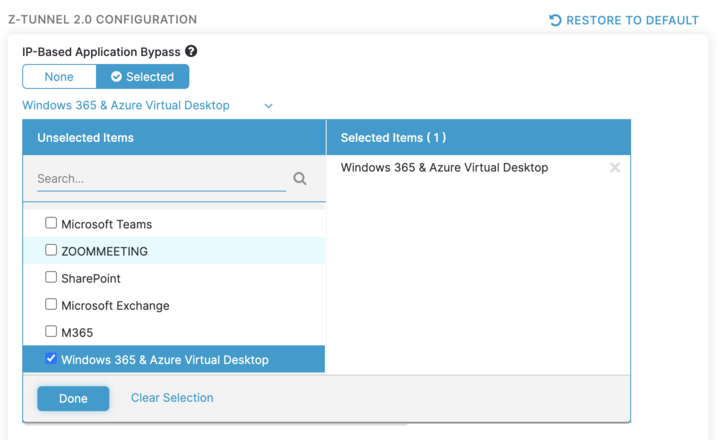 Z-TUNNEL 2.0 CONFIGURATION
RESTORE TO DEFAULT
IP-Based Application Bypass ?
None
Selected
Windows 365 & Azure Virtual Desktop
Unselected Items
Selected Items ( 1 )
Search...
Windows 365 & Azure Virtual Desktop
Microsoft Teams
ZOOMMEETING
SharePoint
Microsoft Exchange
M365
Windows 365 & Azure Virtual Desktop
Done
Clear Selection